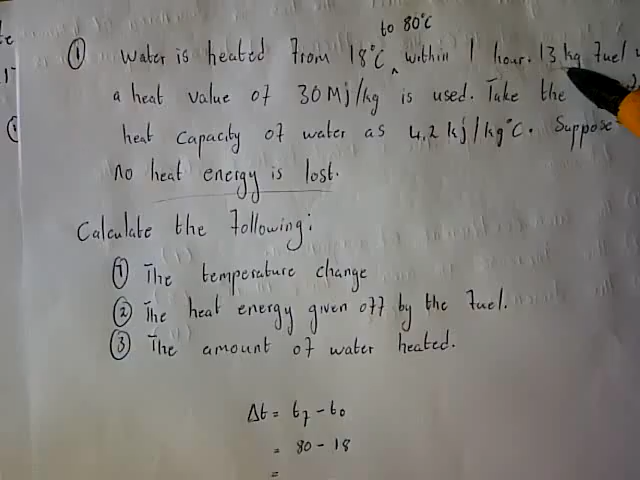 to 80°C
① Water is heated from 18°C ^ within 1 hour. 13 kg fuel
a heat value of 30 Mj/kg is used. Take the
heat capacity of water as 4,2 kj/kg°C. Suppose
no heat energy is lost.
Calculate the following:
① The temperature change
② The heat energy given off by the fuel.
③ The amount of water heated.
Δt = t₇ - t₀
= 80 - 18
=